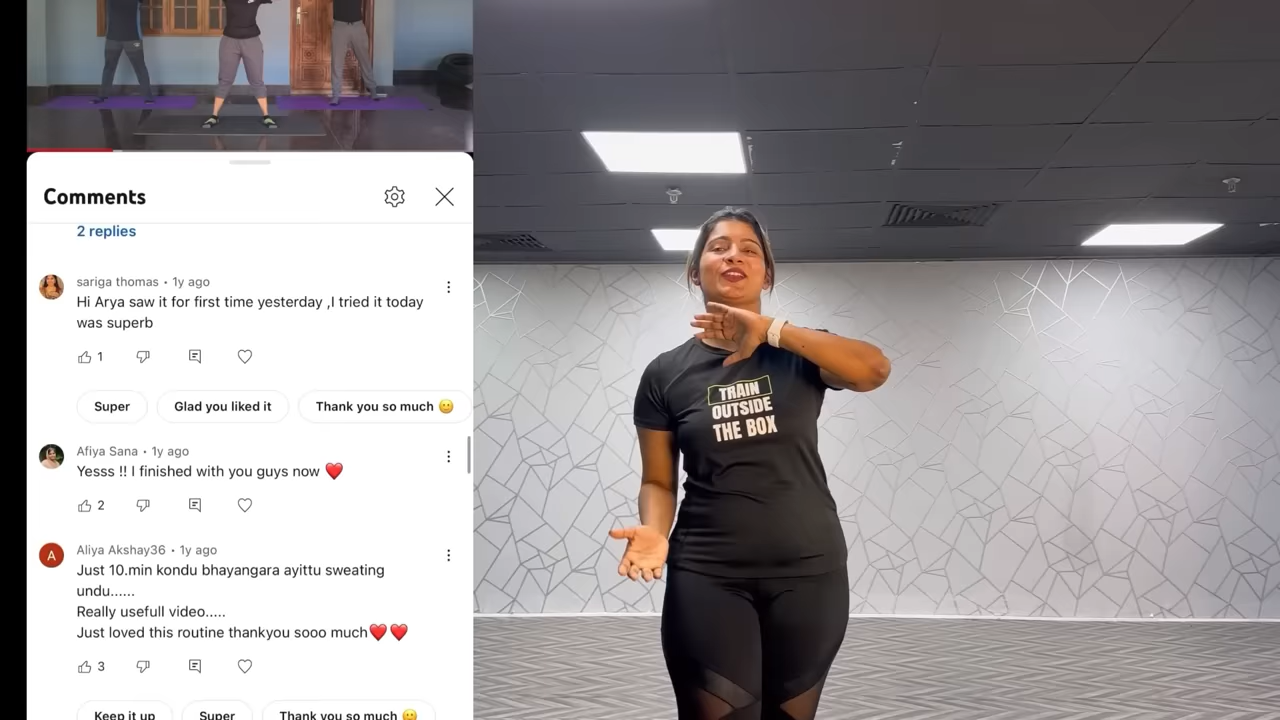 Comments
2 replies
sariga thomas • 1y ago
Hi Arya saw it for first time yesterday ,I tried it today
was superb
1
Super
Glad you liked it
Thank you so much 🙂
Afiya Sana • 1y ago
Yesss !! I finished with you guys now ❤️
2
A
Aliya Akshay36 • 1y ago
Just 10.min kondu bhayangara ayittu sweating
undu......
Really usefull video.....
Just loved this routine thankyou sooo much❤️❤️
3
Keep it up
Super
Thank you so much 🙂
TRAIN
OUTSIDE
THE BOX